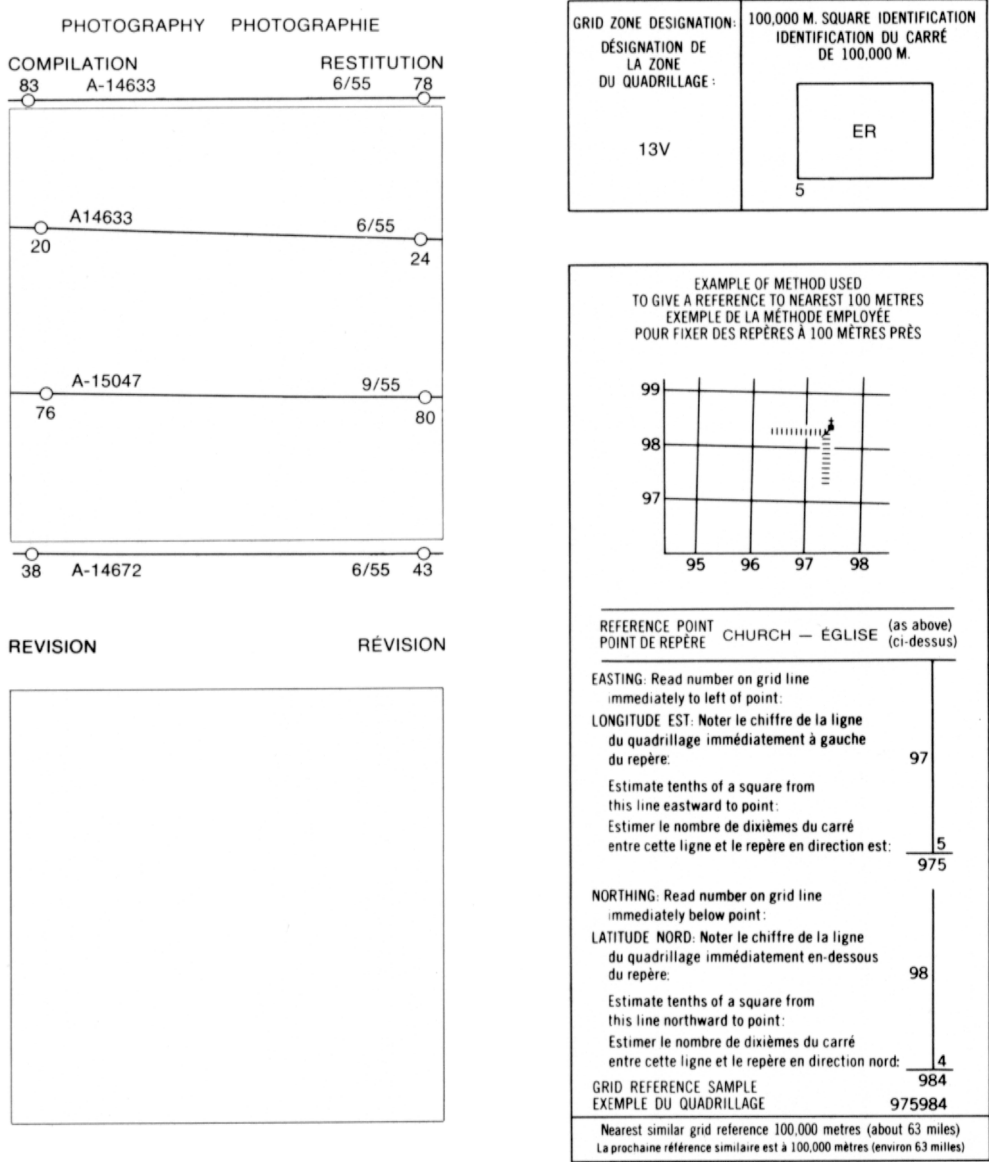 PHOTOGRAPHY PHOTOGRAPHIE
COMPILATION RESTITUTION
83 A-14633 6/55 78
A14633 6/55
20 24
A-15047 9/55
76 80
38 A-14672 6/55 43
REVISION RÉVISION
GRID ZONE DESIGNATION:
DÉSIGNATION DE
LA ZONE
DU QUADRILLAGE :
13V
100,000 M. SQUARE IDENTIFICATION
IDENTIFICATION DU CARRÉ
DE 100,000 M.
ER
5
EXAMPLE OF METHOD USED
TO GIVE A REFERENCE TO NEAREST 100 METRES
EXEMPLE DE LA MÉTHODE EMPLOYÉE
POUR FIXER DES REPÈRES À 100 MÈTRES PRÈS
99
98
97
95 96 97 98
REFERENCE POINT
POINT DE REPÈRE
CHURCH — ÉGLISE
(as above)
(ci-dessus)
EASTING: Read number on grid line
immediately to left of point:
LONGITUDE EST: Noter le chiffre de la ligne
du quadrillage immédiatement à gauche
du repère: 97
Estimate tenths of a square from
this line eastward to point:
Estimer le nombre de dixièmes du carré
entre cette ligne et le repère en direction est: 5
975
NORTHING: Read number on grid line
immediately below point:
LATITUDE NORD: Noter le chiffre de la ligne
du quadrillage immédiatement en-dessous
du repère: 98
Estimate tenths of a square from
this line northward to point:
Estimer le nombre de dixièmes du carré
entre cette ligne et le repère en direction nord: 4
984
GRID REFERENCE SAMPLE
EXEMPLE DU QUADRILLAGE 975984
Nearest similar grid reference 100,000 metres (about 63 miles)
La prochaine référence similaire est à 100,000 mètres (environ 63 milles)